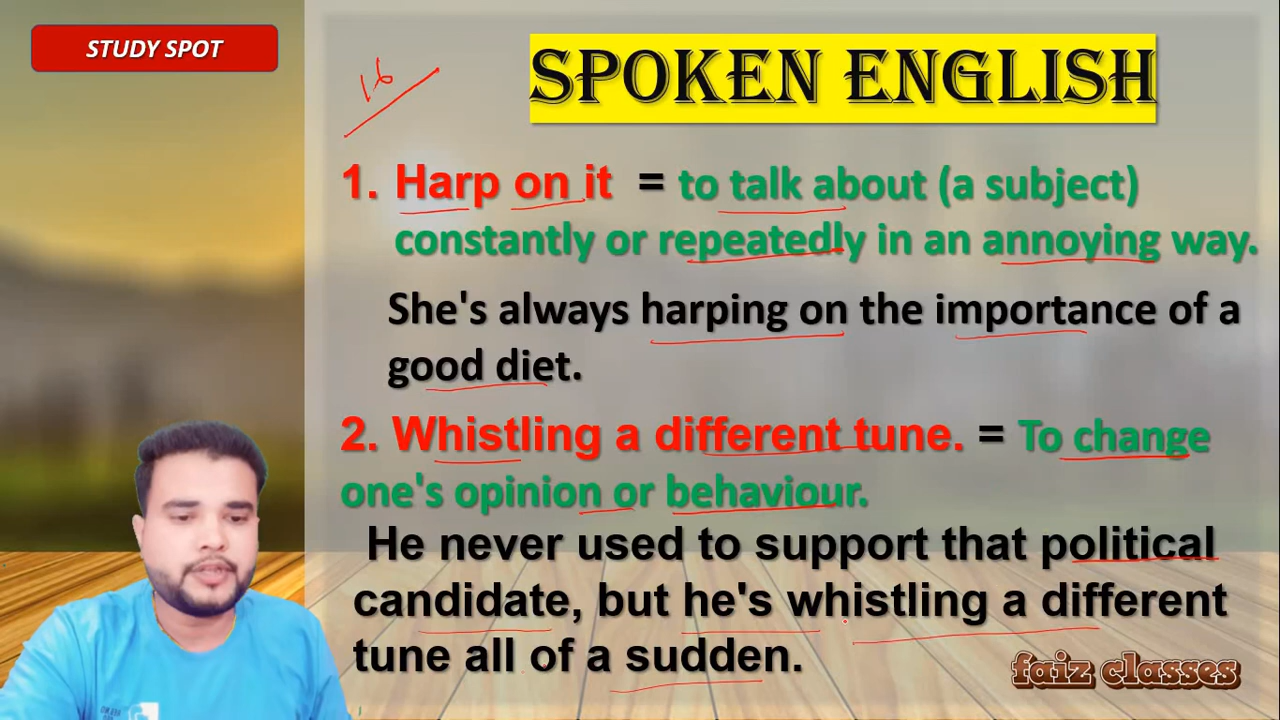 STUDY SPOT
SPOKEN ENGLISH
16
1. Harp on it = to talk about (a subject)
constantly or repeatedly in an annoying way.
She's always harping on the importance of a
good diet.
2. Whistling a different tune. = To change
one's opinion or behaviour.
He never used to support that political
candidate, but he's whistling a different
tune all of a sudden.
faiz classes